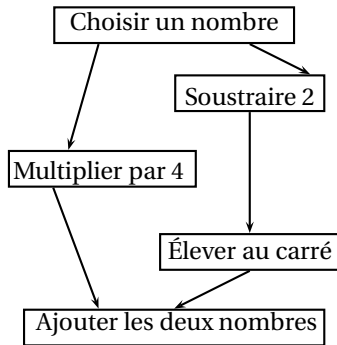 Choisir un nombre
Soustraire 2
Multiplier par 4
Élever au carré
Ajouter les deux nombres